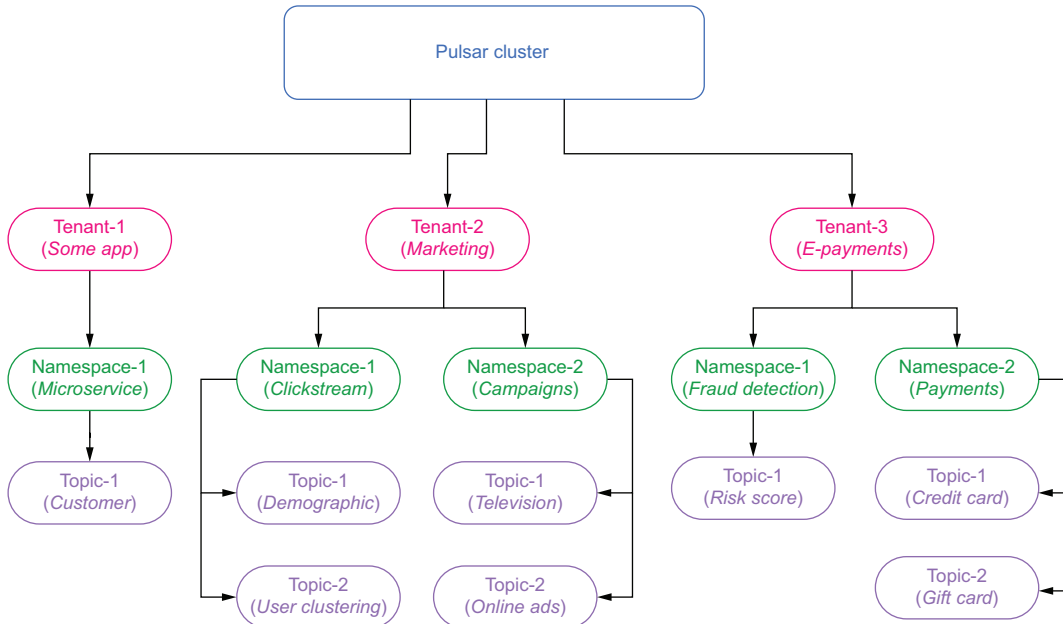 Pulsar cluster
Tenant-1
(Some app)
Tenant-2
(Marketing)
Tenant-3
(E-payments)
Namespace-1
(Microservice)
Namespace-1
(Clickstream)
Namespace-2
(Campaigns)
Namespace-1
(Fraud detection)
Namespace-2
(Payments)
Topic-1
(Customer)
Topic-1
(Demographic)
Topic-1
(Television)
Topic-1
(Risk score)
Topic-1
(Credit card)
Topic-2
(User clustering)
Topic-2
(Online ads)
Topic-2
(Gift card)